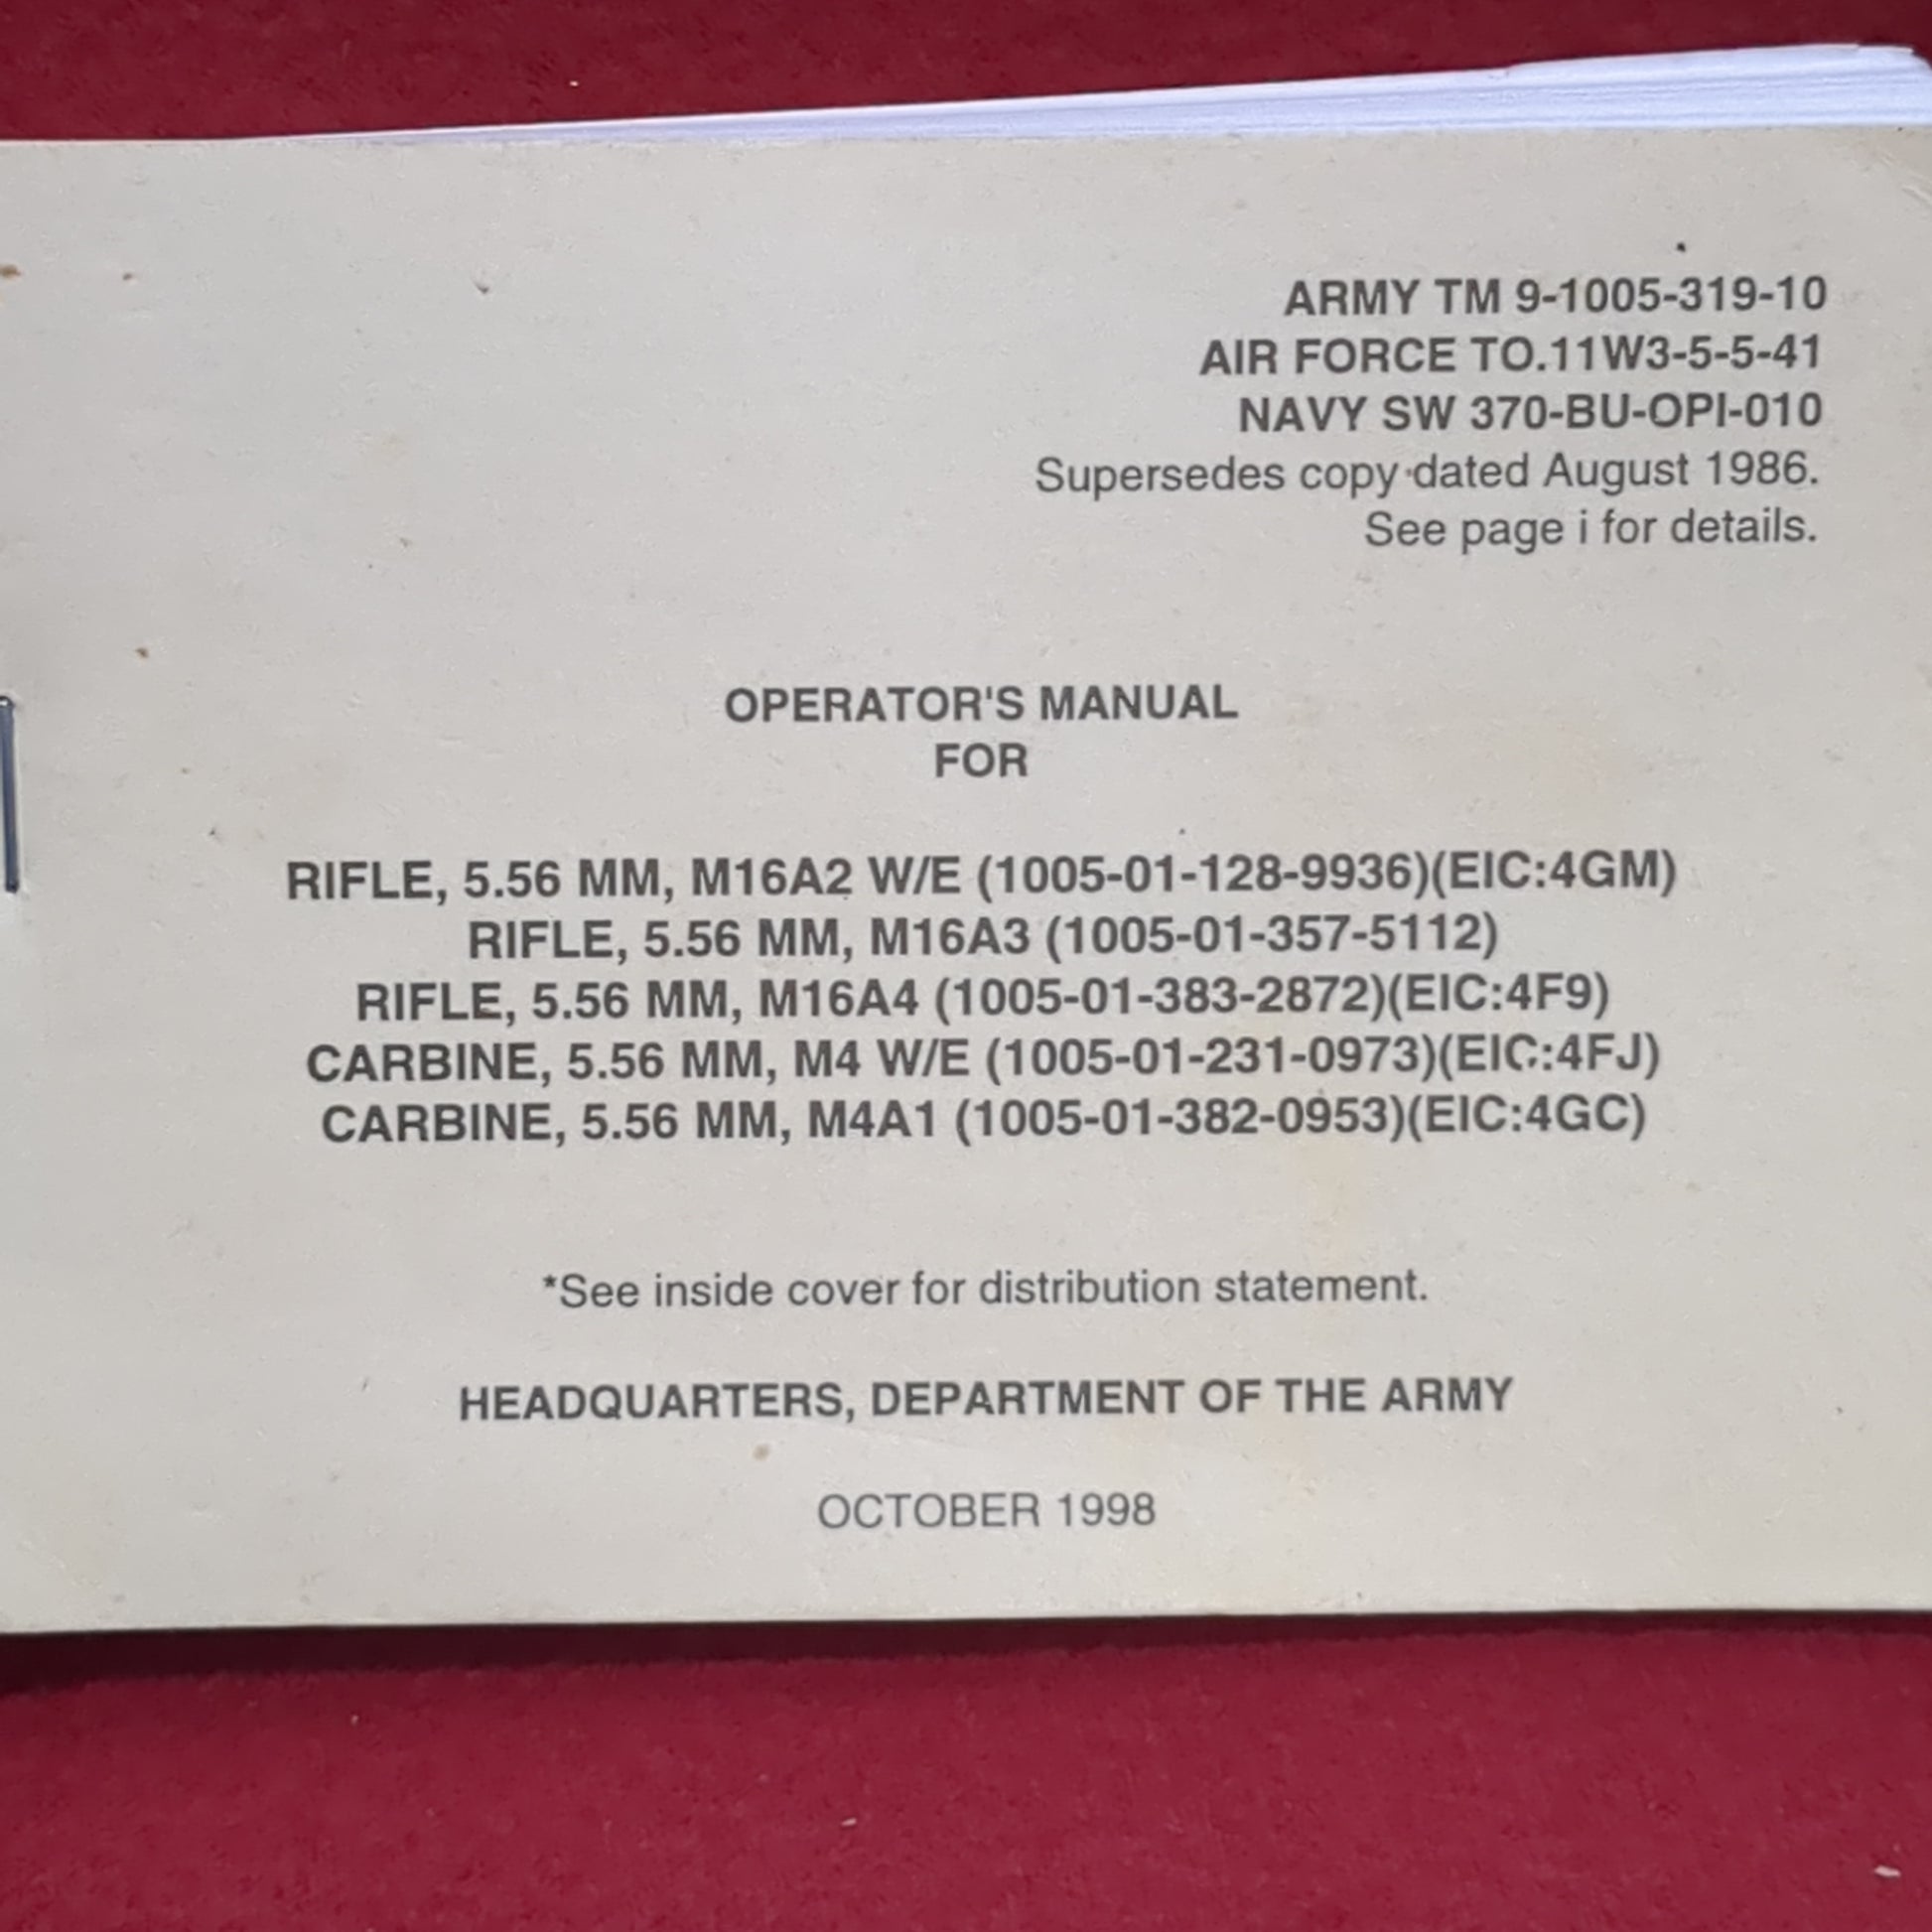 ARMY TM 9-1005-319-10
AIR FORCE TO.11W3-5-5-41
NAVY SW 370-BU-OPI-010
Supersedes copy dated August 1986.
See page i for details.
OPERATOR'S MANUAL
FOR
RIFLE, 5.56 MM, M16A2 W/E (1005-01-128-9936)(EIC:4GM)
RIFLE, 5.56 MM, M16A3 (1005-01-357-5112)
RIFLE, 5.56 MM, M16A4 (1005-01-383-2872)(EIC:4F9)
CARBINE, 5.56 MM, M4 W/E (1005-01-231-0973)(EIC:4FJ)
CARBINE, 5.56 MM, M4A1 (1005-01-382-0953)(EIC:4GC)
*See inside cover for distribution statement.
HEADQUARTERS, DEPARTMENT OF THE ARMY
OCTOBER 1998